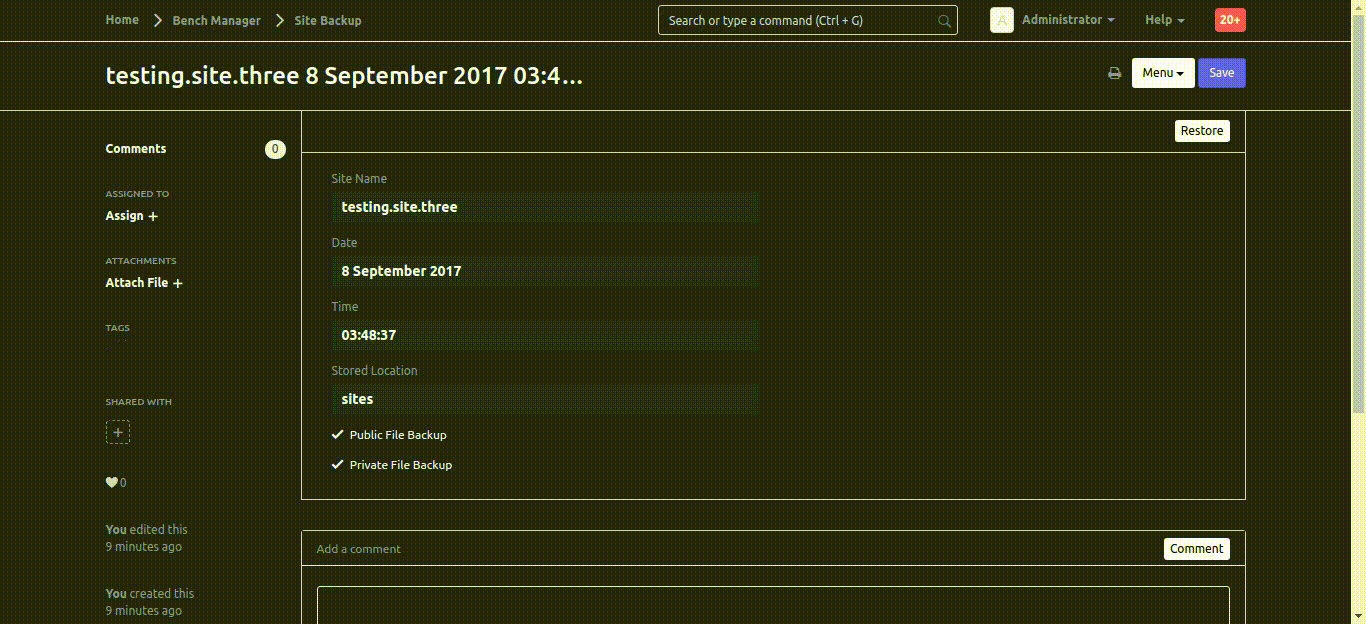 Home Bench Manager Site Backup Search or type a command (Ctrl + G) A Administrator Help 20+
testing.site.three 8 September 2017 03:4... Menu Save
Comments 0
ASSIGNED TO
Assign +
ATTACHMENTS
Attach File +
TAGS
SHARED WITH
+
0
You edited this
9 minutes ago
You created this
9 minutes ago
Restore
Site Name
testing.site.three
Date
8 September 2017
Time
03:48:37
Stored Location
sites
Public File Backup
Private File Backup
Add a comment Comment